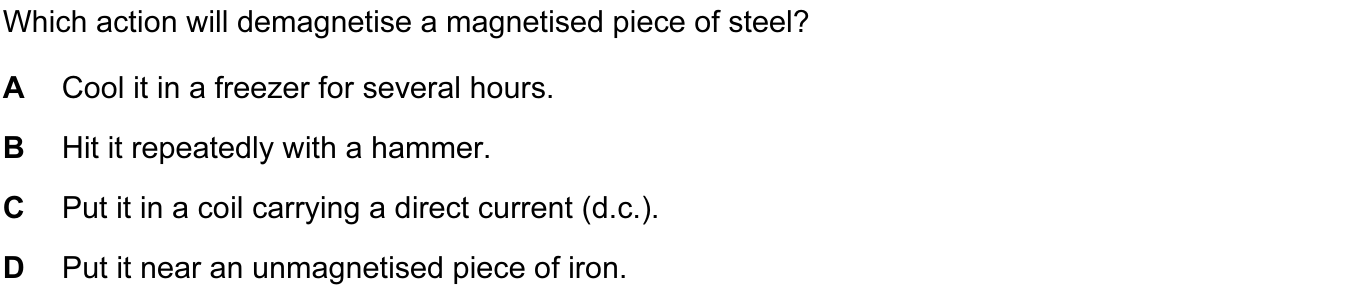 Which action will demagnetise a magnetised piece of steel?
A Cool it in a freezer for several hours.
B Hit it repeatedly with a hammer.
C Put it in a coil carrying a direct current (d.c.).
D Put it near an unmagnetised piece of iron.